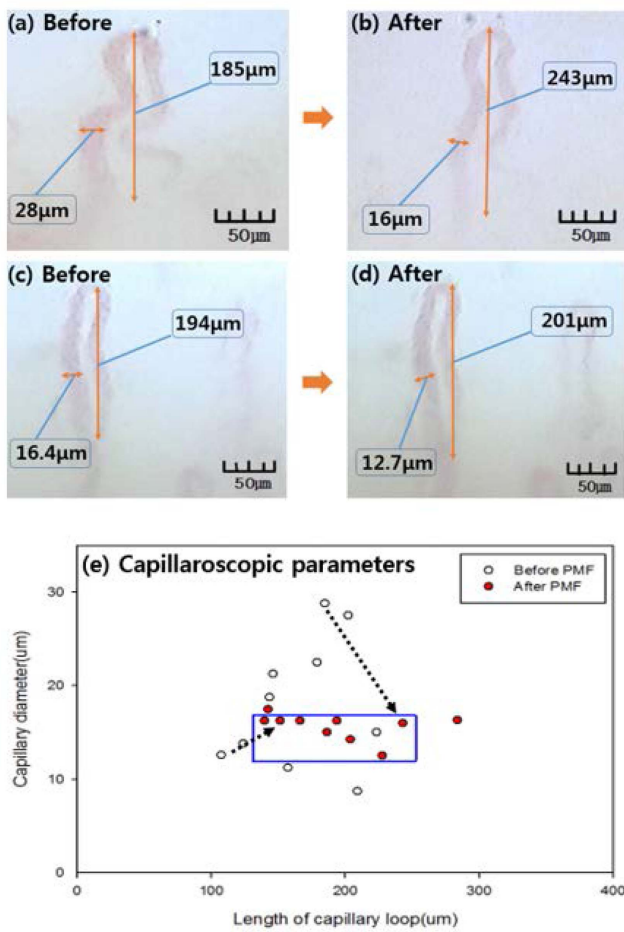 (a) Before
185μm
28μm
50μm
(b) After
243μm
16μm
50μm
(c) Before
194μm
16.4μm
50μm
(d) After
201μm
12.7μm
50μm
(e) Capillaroscopic parameters
Before PMF
After PMF
Capillary diameter(um)
30
20
10
0
0 100 200 300 400
Length of capillary loop(um)